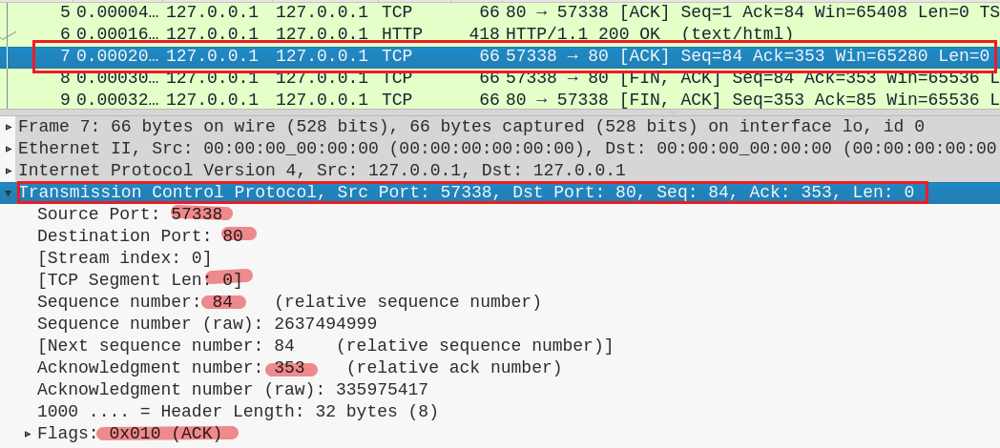 5 0.00004… 127.0.0.1 127.0.0.1 TCP 66 80 → 57338 [ACK] Seq=1 Ack=84 Win=65408 Len=0 TS
6 0.00016… 127.0.0.1 127.0.0.1 HTTP 418 HTTP/1.1 200 OK (text/html)
7 0.00020… 127.0.0.1 127.0.0.1 TCP 66 57338 → 80 [ACK] Seq=84 Ack=353 Win=65280 Len=0
8 0.00030… 127.0.0.1 127.0.0.1 TCP 66 57338 → 80 [FIN, ACK] Seq=84 Ack=353 Win=65536 L
9 0.00032… 127.0.0.1 127.0.0.1 TCP 66 80 → 57338 [FIN, ACK] Seq=353 Ack=85 Win=65536 L
Frame 7: 66 bytes on wire (528 bits), 66 bytes captured (528 bits) on interface lo, id 0
Ethernet II, Src: 00:00:00_00:00:00 (00:00:00:00:00:00), Dst: 00:00:00_00:00:00 (00:00:00:00:00
Internet Protocol Version 4, Src: 127.0.0.1, Dst: 127.0.0.1
Transmission Control Protocol, Src Port: 57338, Dst Port: 80, Seq: 84, Ack: 353, Len: 0
Source Port: 57338
Destination Port: 80
[Stream index: 0]
[TCP Segment Len: 0]
Sequence number: 84 (relative sequence number)
Sequence number (raw): 2637494999
[Next sequence number: 84 (relative sequence number)]
Acknowledgment number: 353 (relative ack number)
Acknowledgment number (raw): 335975417
1000 .... = Header Length: 32 bytes (8)
Flags: 0x010 (ACK)